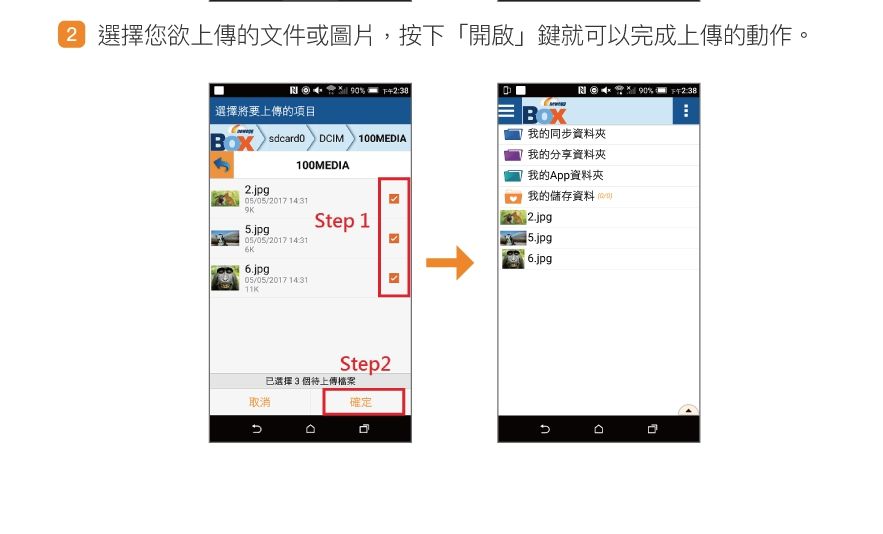 2 選擇您欲上傳的文件或圖片，按下「開啟」鍵就可以完成上傳的動作。
90% 下午2:38
選擇將要上傳的項目
BOX sdcard0 DCIM 100MEDIA
100MEDIA
2.jpg
05/05/2017 14:31
9K
Step 1
5.jpg
05/05/2017 14:31
6K
6.jpg
05/05/2017 14:31
11K
Step2
已選擇 3 個待上傳檔案
取消 確定
90% 下午2:38
BOX
我的同步資料夾
我的分享資料夾
我的App資料夾
我的儲存資料 (0/0)
2.jpg
5.jpg
6.jpg